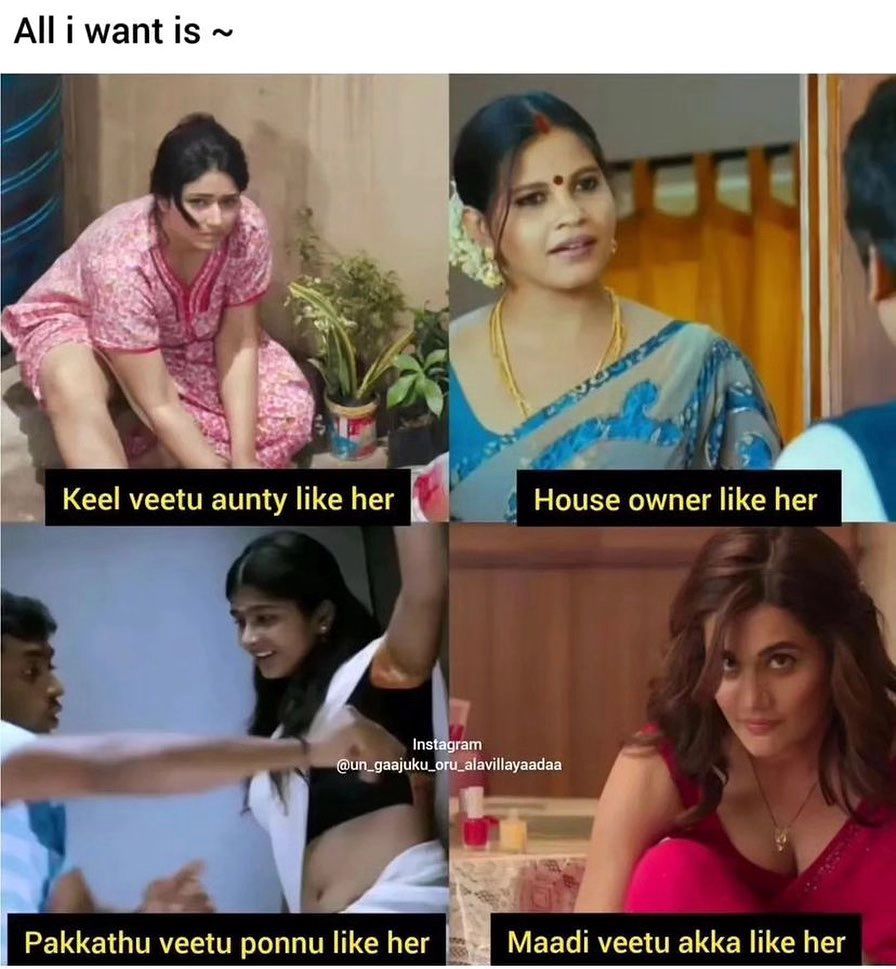 All i want is ~
Keel veetu aunty like her
House owner like her
Instagram
@un_gaajuku_oru_alavillayaadaa
Pakkathu veetu ponnu like her
Maadi veetu akka like her